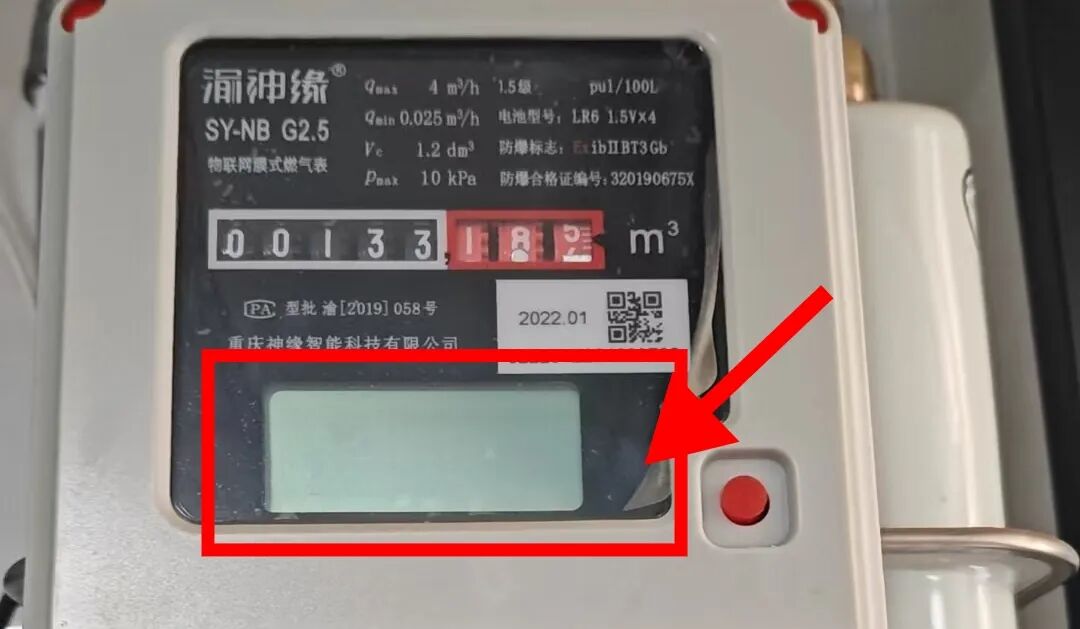 渝神缘®
SY-NB G2.5
物联网膜式燃气表
qmax 4 m³/h 1.5级 pul/100L
qmin 0.025 m³/h 电池型号: LR6 1.5V×4
Vc 1.2 dm³ 防爆标志: ExibⅡBT3 Gb
pmax 10 kPa 防爆合格证编号: 320190675X
00133,18 m³
PA 型批 渝[2019] 058号
2022.01
重庆神缘智能科技有限公司